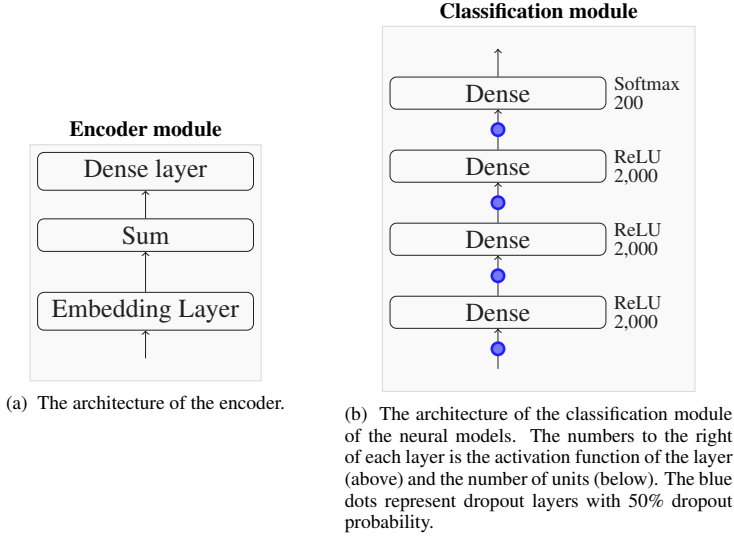 Encoder module
Dense layer
Sum
Embedding Layer
(a) The architecture of the encoder.
Classification module
Dense
Softmax
200
Dense
ReLU
2,000
Dense
ReLU
2,000
Dense
ReLU
2,000
(b) The architecture of the classification module
of the neural models. The numbers to the right
of each layer is the activation function of the layer
(above) and the number of units (below). The blue
dots represent dropout layers with 50% dropout
probability.